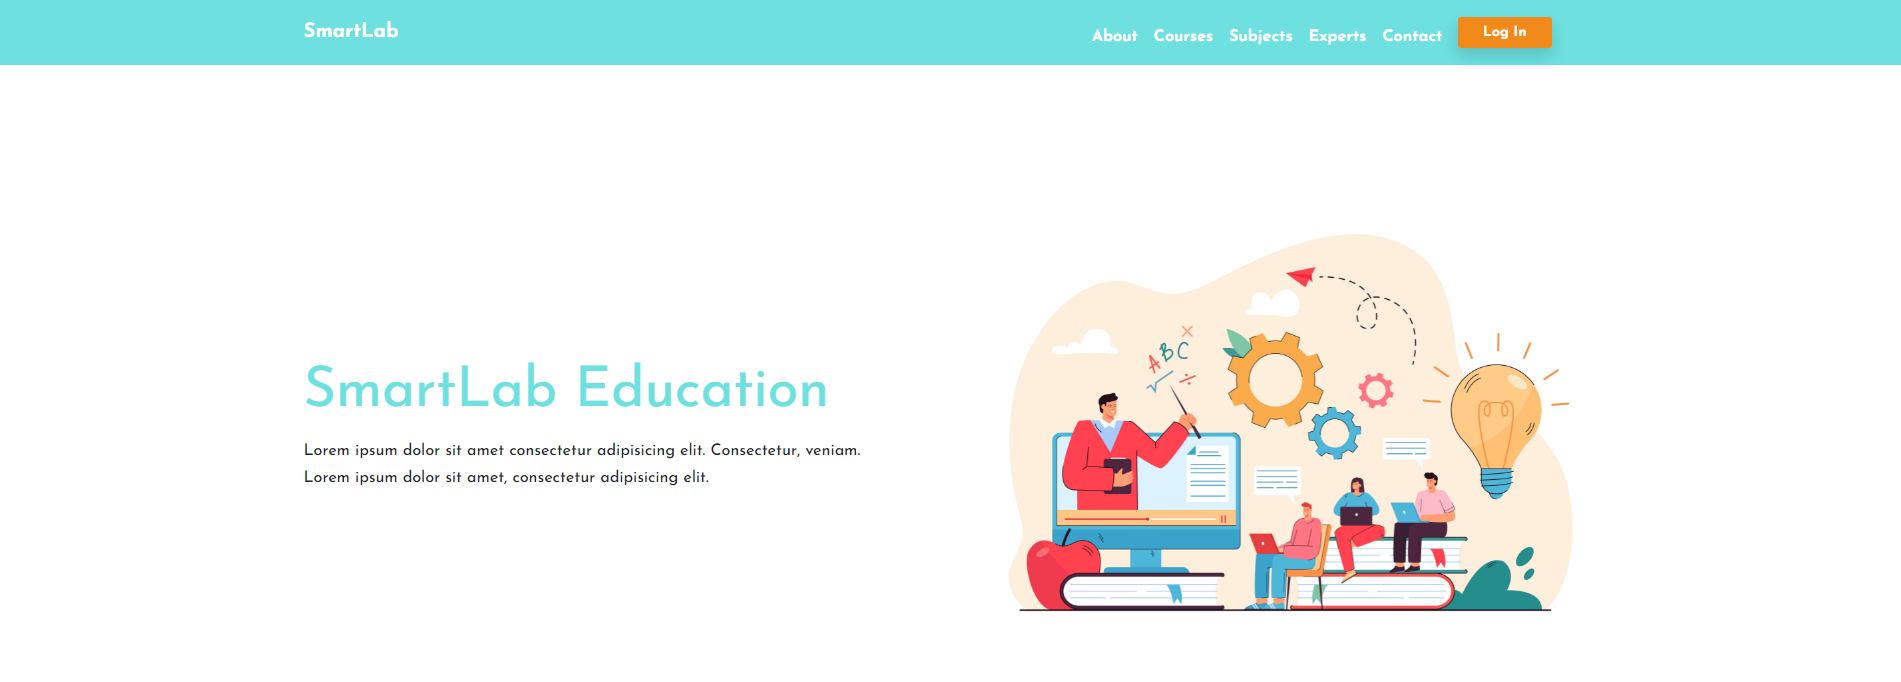 SmartLab
About Courses Subjects Experts Contact Log In
SmartLab Education
Lorem ipsum dolor sit amet consectetur adipisicing elit. Consectetur, veniam.
Lorem ipsum dolor sit amet, consectetur adipisicing elit.
A B C